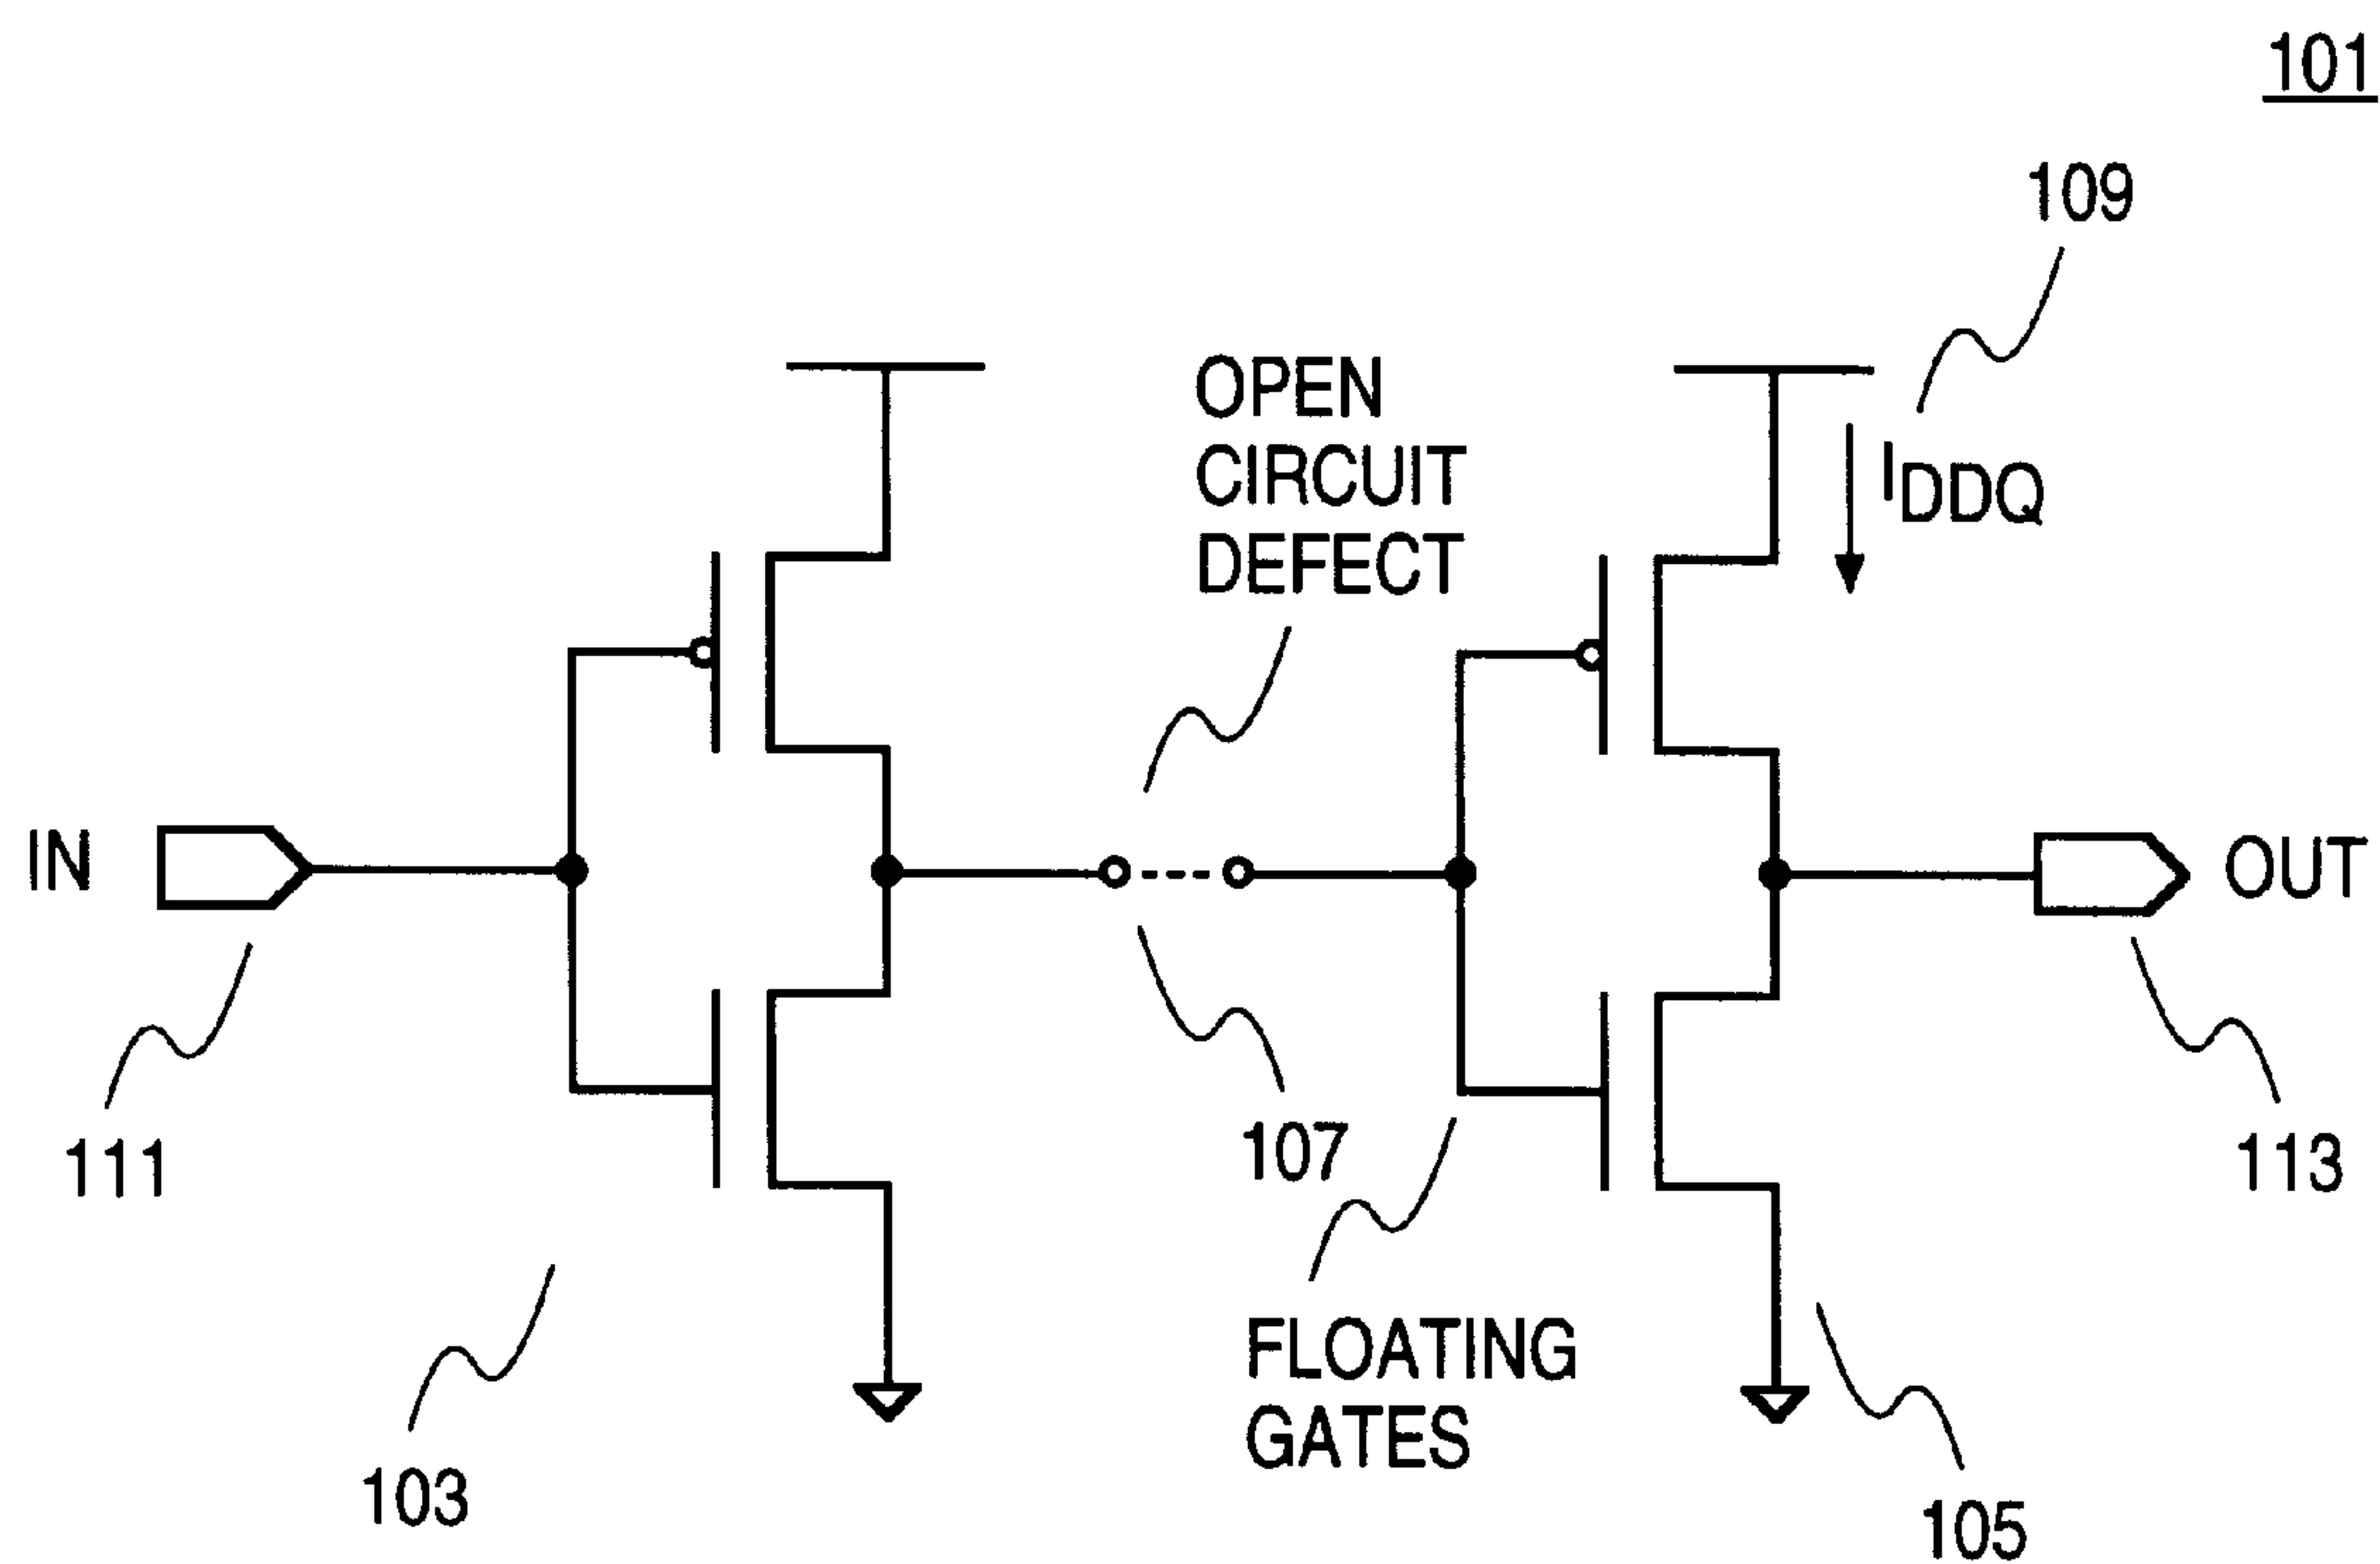 101
109
OPEN
CIRCUIT
DEFECT
IDDQ
IN
OUT
111
107
113
FLOATING
GATES
103
105